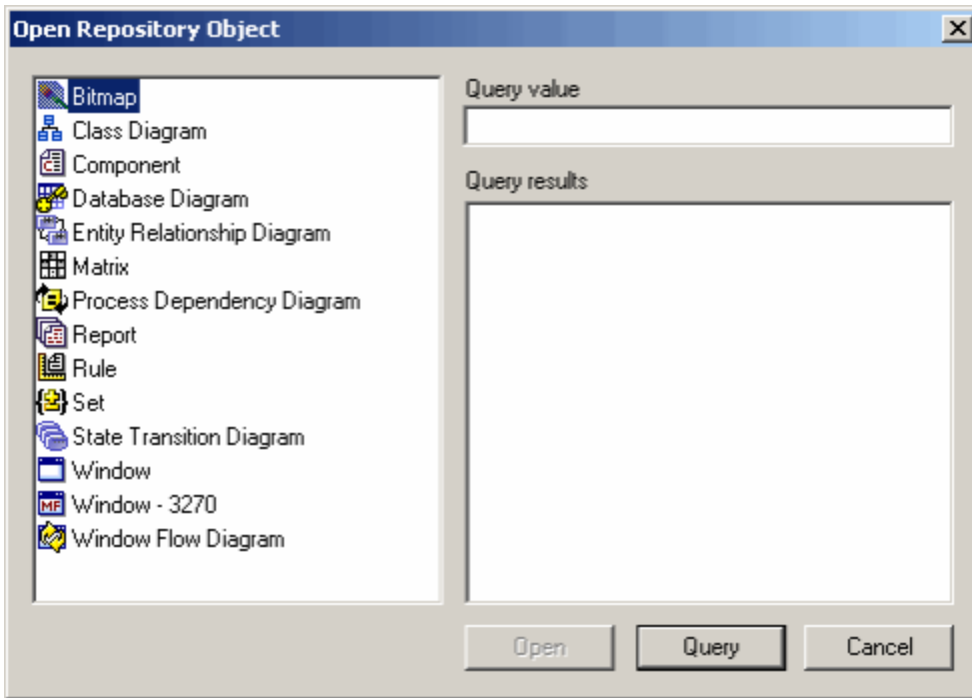 Open Repository Object
Bitmap
Class Diagram
Component
Database Diagram
Entity Relationship Diagram
Matrix
Process Dependency Diagram
Report
Rule
Set
State Transition Diagram
Window
MF Window - 3270
Window Flow Diagram
Query value
Query results
Open
Query
Cancel